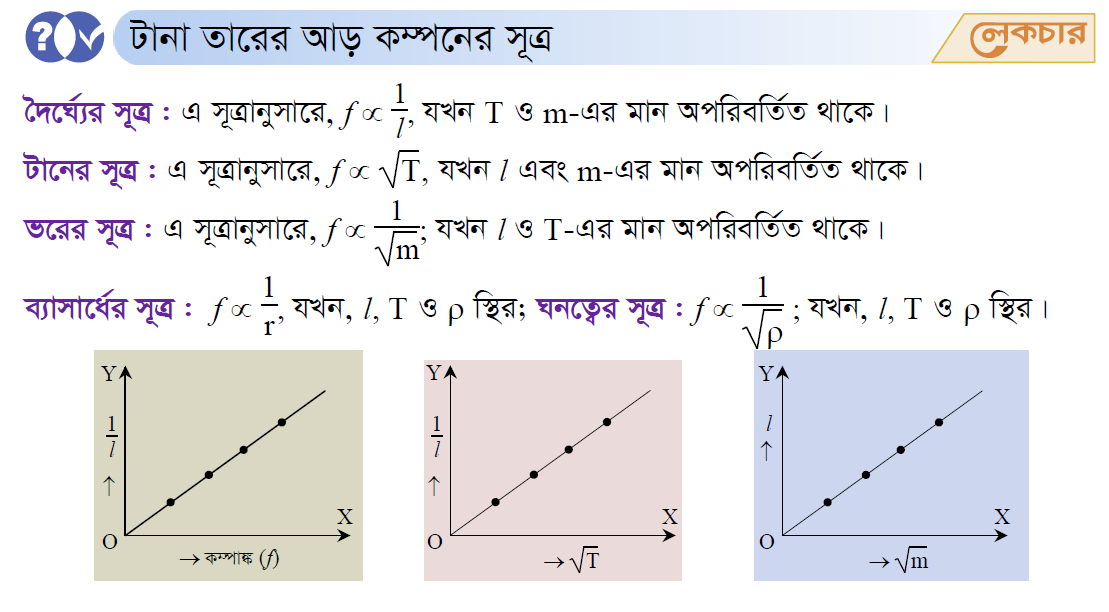 টানা তারের আড় কম্পনের সূত্র
লেকচার
দৈর্ঘ্যের সূত্র : এ সূত্রানুসারে, f ∝ 1/l, যখন T ও m-এর মান অপরিবর্তিত থাকে।
টানের সূত্র : এ সূত্রানুসারে, f ∝ √T, যখন l এবং m-এর মান অপরিবর্তিত থাকে।
ভরের সূত্র : এ সূত্রানুসারে, f ∝ 1/√m; যখন l ও T-এর মান অপরিবর্তিত থাকে।
ব্যাসার্ধের সূত্র : f ∝ 1/r, যখন, l, T ও ρ স্থির; ঘনত্বের সূত্র : f ∝ 1/√ρ ; যখন, l, T ও ρ স্থির।
Y
1/l ↑
O
X
→ কম্পাঙ্ক (f)
Y
1/l ↑
O
X
→ √T
Y
l ↑
O
X
→ √m